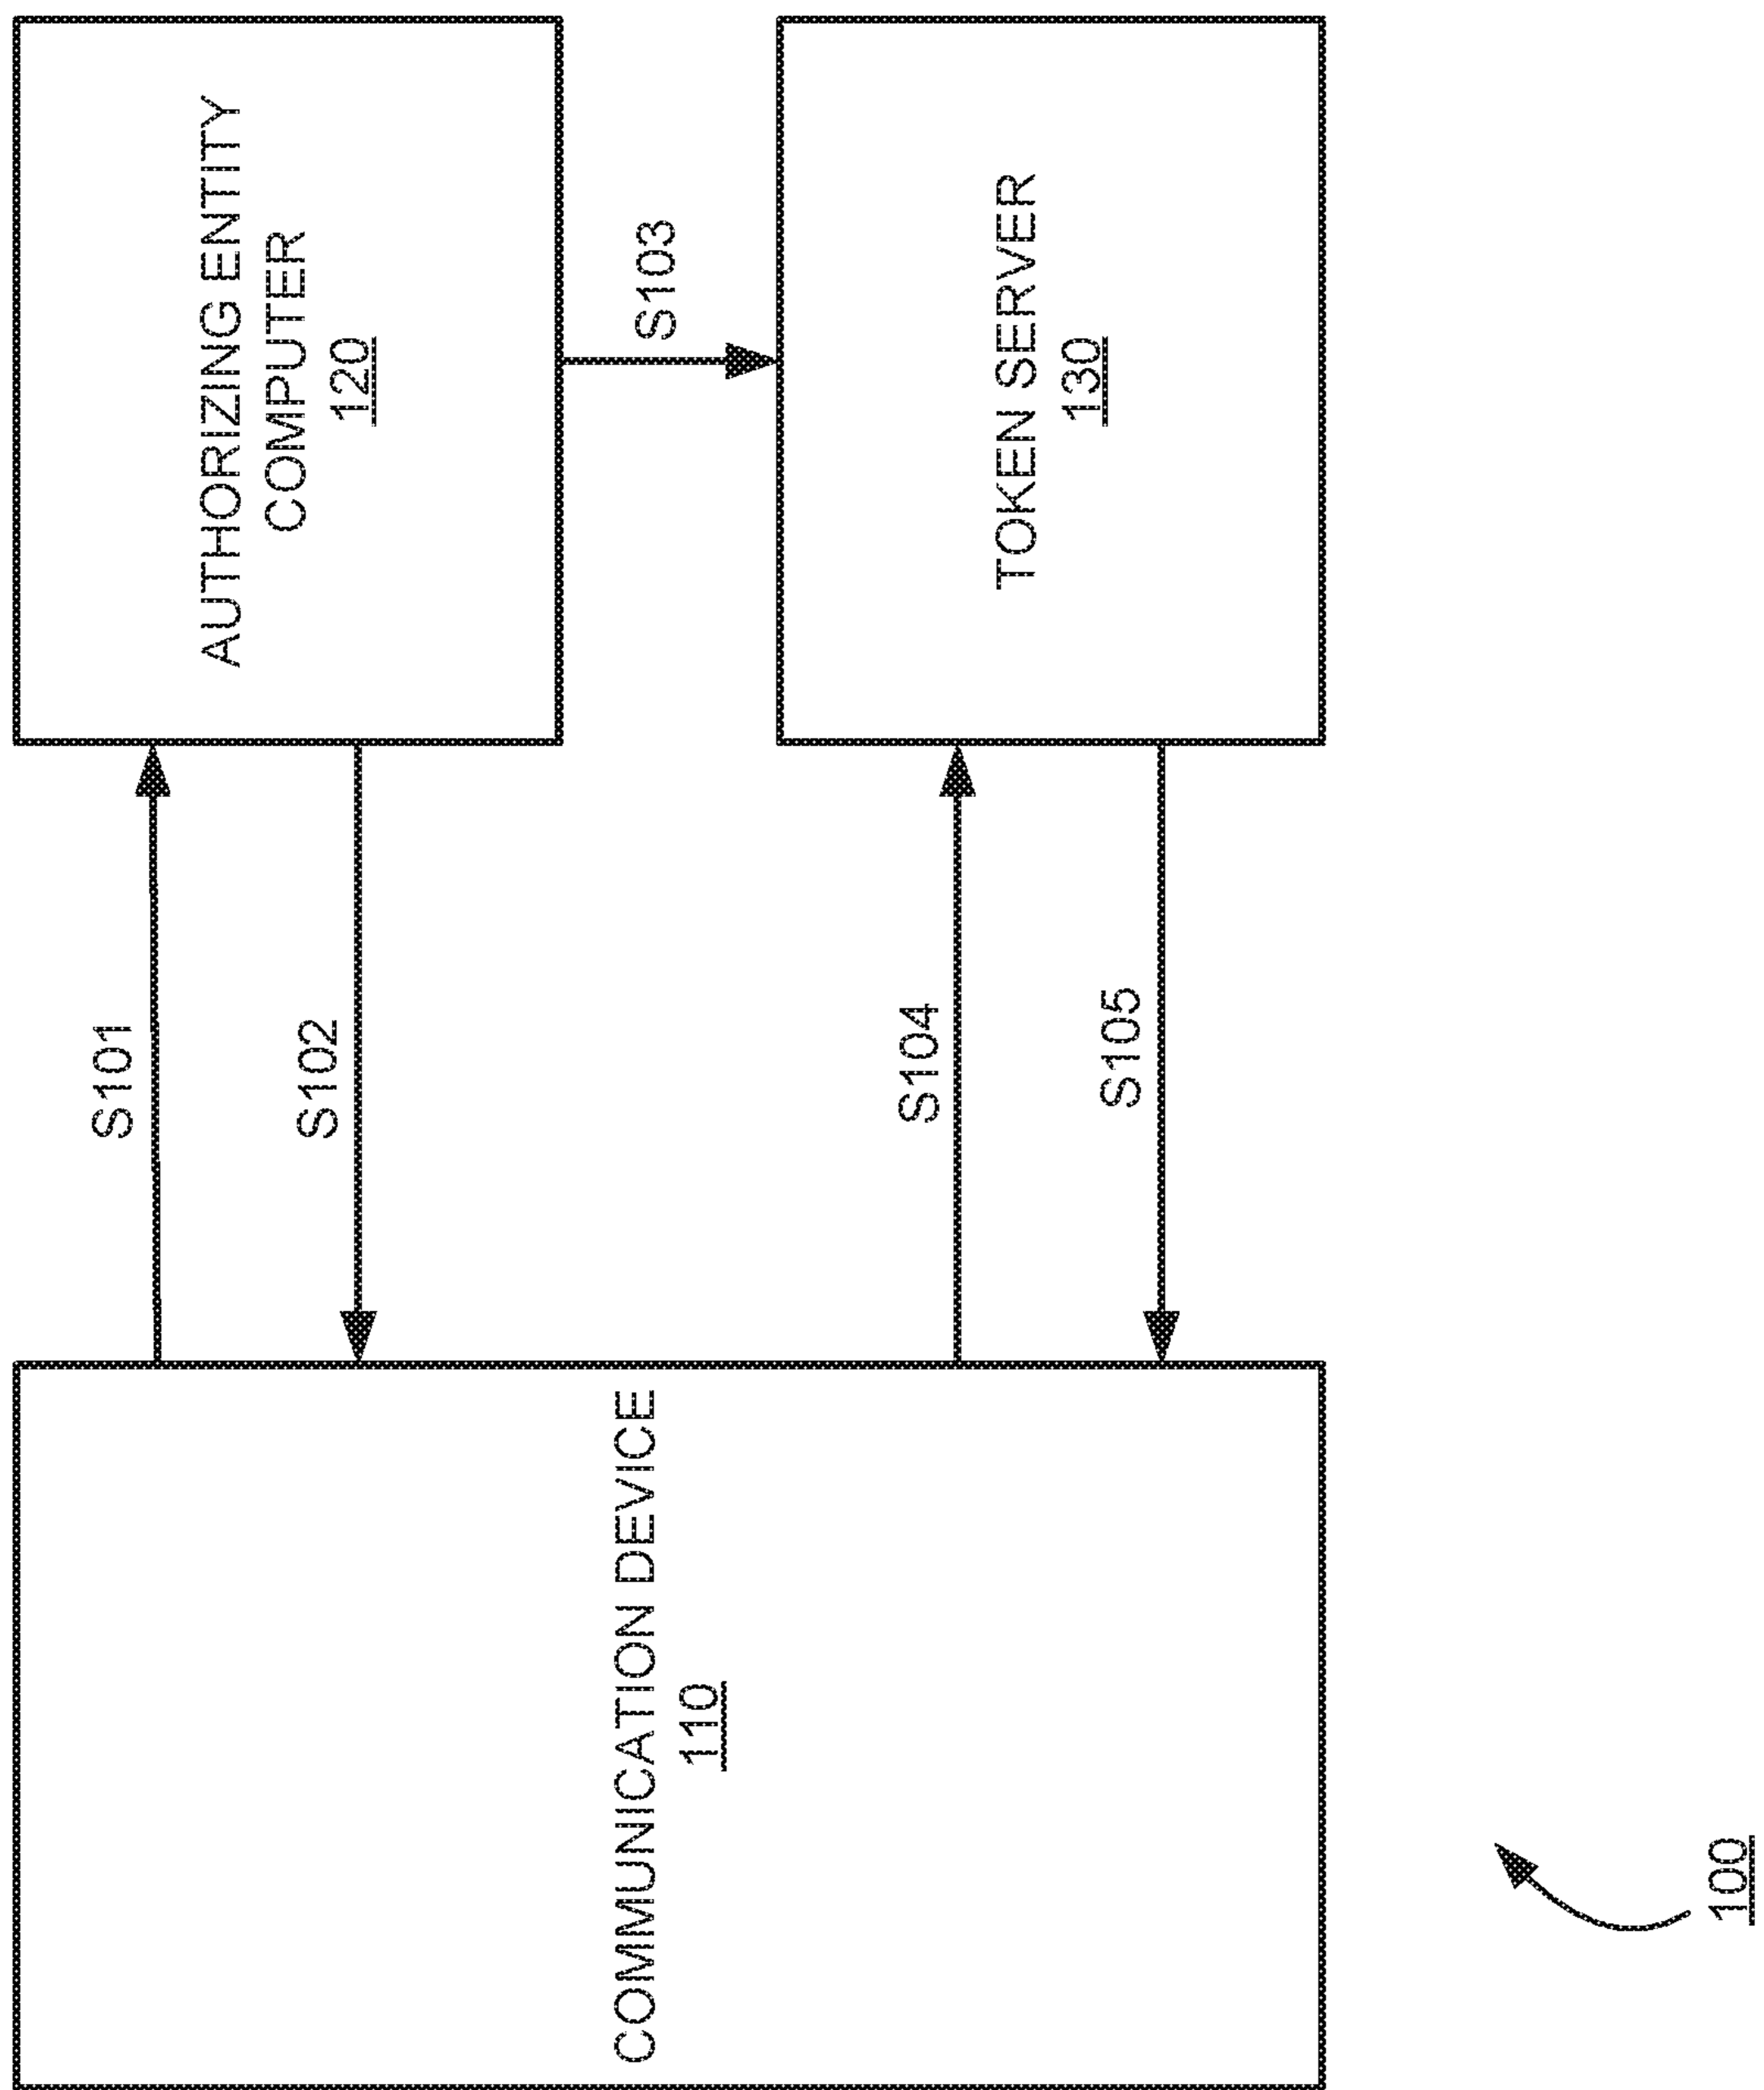 COMMUNICATION DEVICE
110
S101
S102
S104
S105
AUTHORIZING ENTITY
COMPUTER
120
S103
TOKEN SERVER
130
100